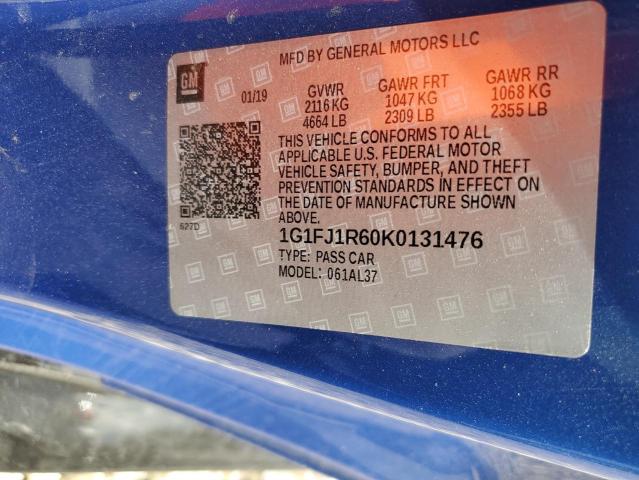 MFD BY GENERAL MOTORS LLC
GM
01/19
GVWR GAWR FRT GAWR RR
2116 KG 1047 KG 1068 KG
4664 LB 2309 LB 2355 LB
THIS VEHICLE CONFORMS TO ALL
APPLICABLE U.S. FEDERAL MOTOR
VEHICLE SAFETY, BUMPER, AND THEFT
PREVENTION STANDARDS IN EFFECT ON
THE DATE OF MANUFACTURE SHOWN
ABOVE.
627D
1G1FJ1R60K0131476
TYPE: PASS CAR
MODEL: 061AL37